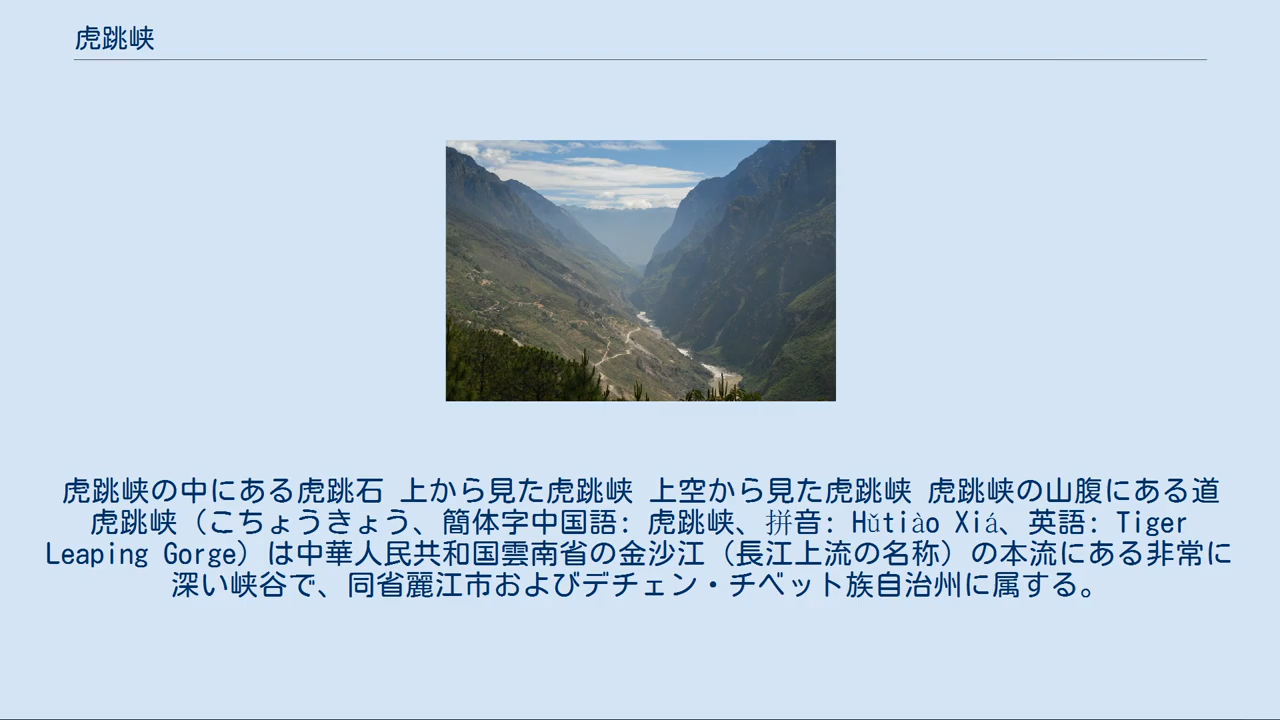 虎跳峡
虎跳峡の中にある虎跳石 上から見た虎跳峡 上空から見た虎跳峡 虎跳峡の山腹にある道
虎跳峡（こちょうきょう、簡体字中国語: 虎跳峡、拼音: Hǔtiào Xiá、英語: Tiger
Leaping Gorge）は中華人民共和国雲南省の金沙江（長江上流の名称）の本流にある非常に
深い峡谷で、同省麗江市およびデチェン・チベット族自治州に属する。